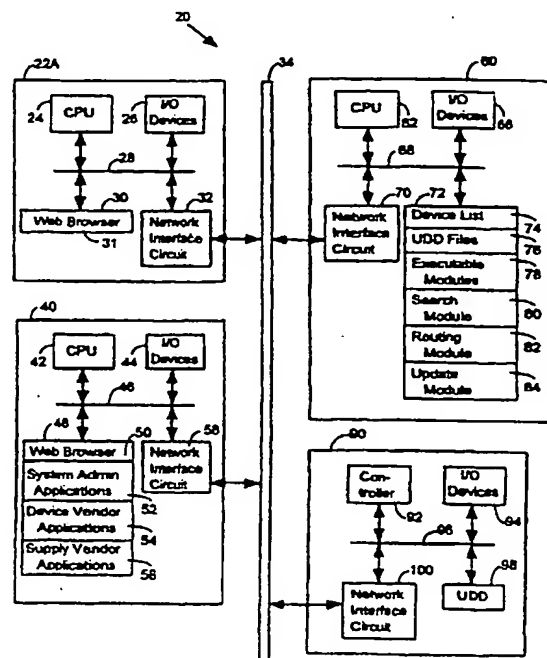 20
22A
34
60
24
CPU
26
I/O
Devices
28
30
32
Web Browser
31
Network
Interface
Circuit
CPU
62
I/O
Devices
66
68
70
72
Network
Interface
Circuit
Device List
74
UDD Files
76
Executable
Modules
78
Search
Module
80
Routing
Module
82
Update
Module
84
40
CPU
42
I/O
Devices
44
46
48
50
58
Web Browser
System Admin
Applications
52
Device Vendor
Applications
54
Supply Vendor
Applications
56
Network
Interface
Circuit
90
Con-
troller
92
I/O
Devices
94
96
100
98
Network
Interface
Circuit
UDD